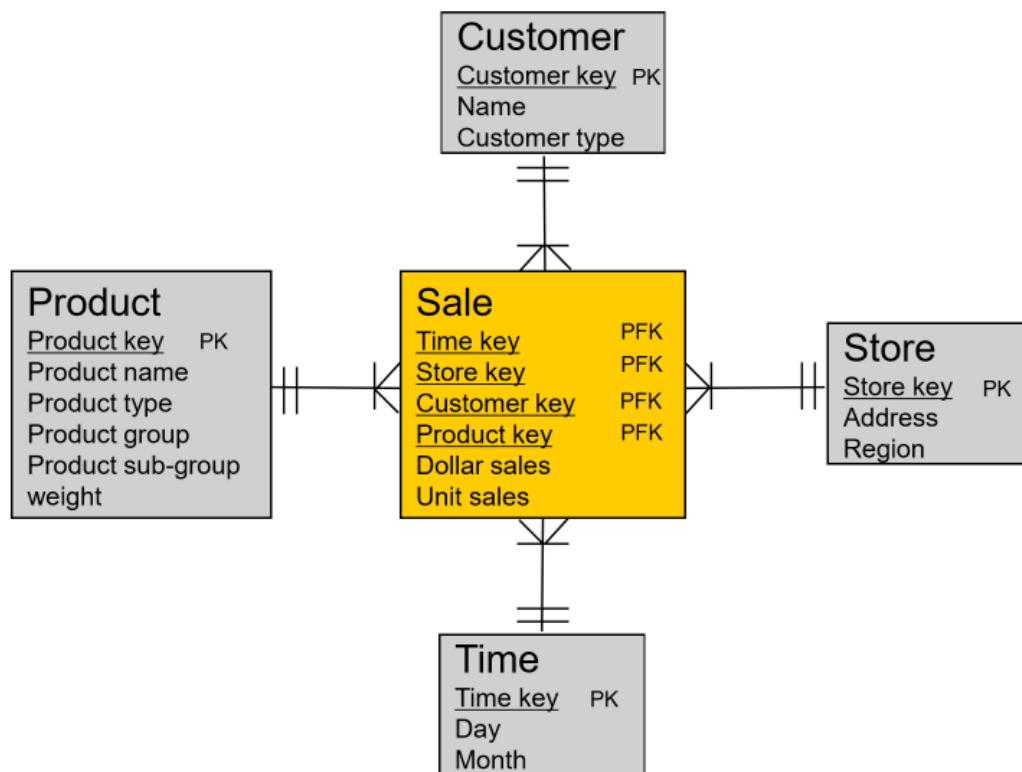 Customer
Customer key PK
Name
Customer type
Product
Product key PK
Product name
Product type
Product group
Product sub-group
weight
Sale
Time key PFK
Store key PFK
Customer key PFK
Product key PFK
Dollar sales
Unit sales
Store
Store key PK
Address
Region
Time
Time key PK
Day
Month